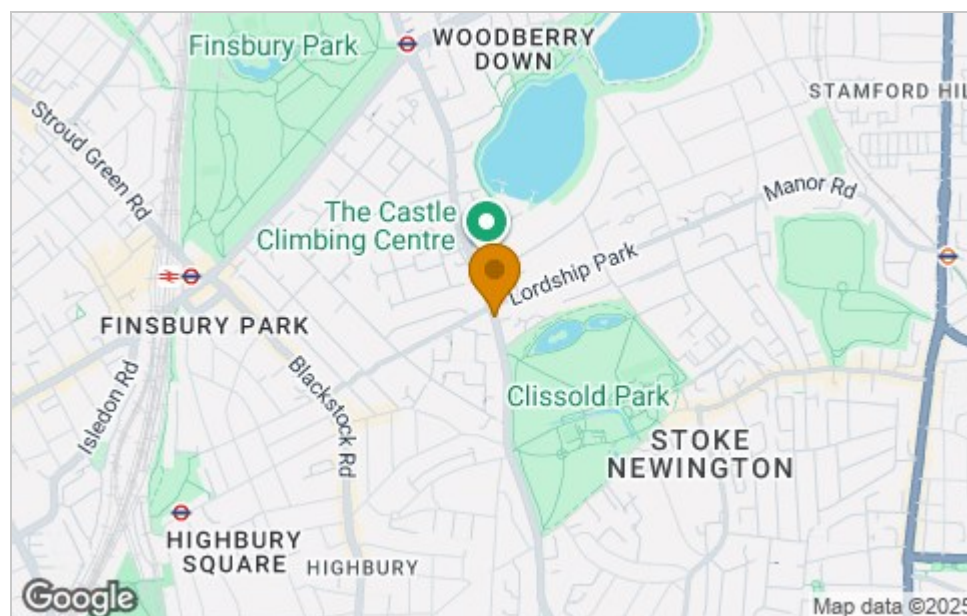 Finsbury Park
WOODBERRY
DOWN
STAMFORD HIL
Stroud Green Rd
Manor Rd
The Castle
Climbing Centre
Lordship Park
FINSBURY PARK
Blackstock Rd
Isledon Rd
Clissold Park
STOKE
NEWINGTON
HIGHBURY
SQUARE
HIGHBURY
Google
Map data ©2025